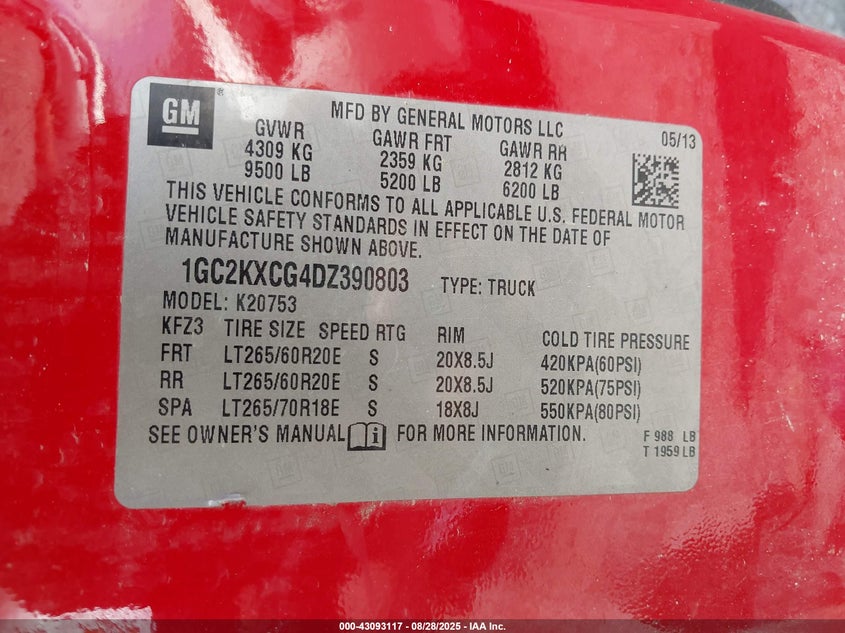 GM
MFD BY GENERAL MOTORS LLC
05/13
GVWR GAWR FRT GAWR RR
4309 KG 2359 KG 2812 KG
9500 LB 5200 LB 6200 LB
THIS VEHICLE CONFORMS TO ALL APPLICABLE U.S. FEDERAL MOTOR
VEHICLE SAFETY STANDARDS IN EFFECT ON THE DATE OF
MANUFACTURE SHOWN ABOVE.
1GC2KXCG4DZ390803 TYPE: TRUCK
MODEL: K20753
KFZ3 TIRE SIZE SPEED RTG RIM COLD TIRE PRESSURE
FRT LT265/60R20E S 20X8.5J 420KPA(60PSI)
RR LT265/60R20E S 20X8.5J 520KPA(75PSI)
SPA LT265/70R18E S 18X8J 550KPA(80PSI)
SEE OWNER'S MANUAL FOR MORE INFORMATION.
F 988 LB
T 1959 LB
000-43093117 - 08/28/2025 - IAA Inc.